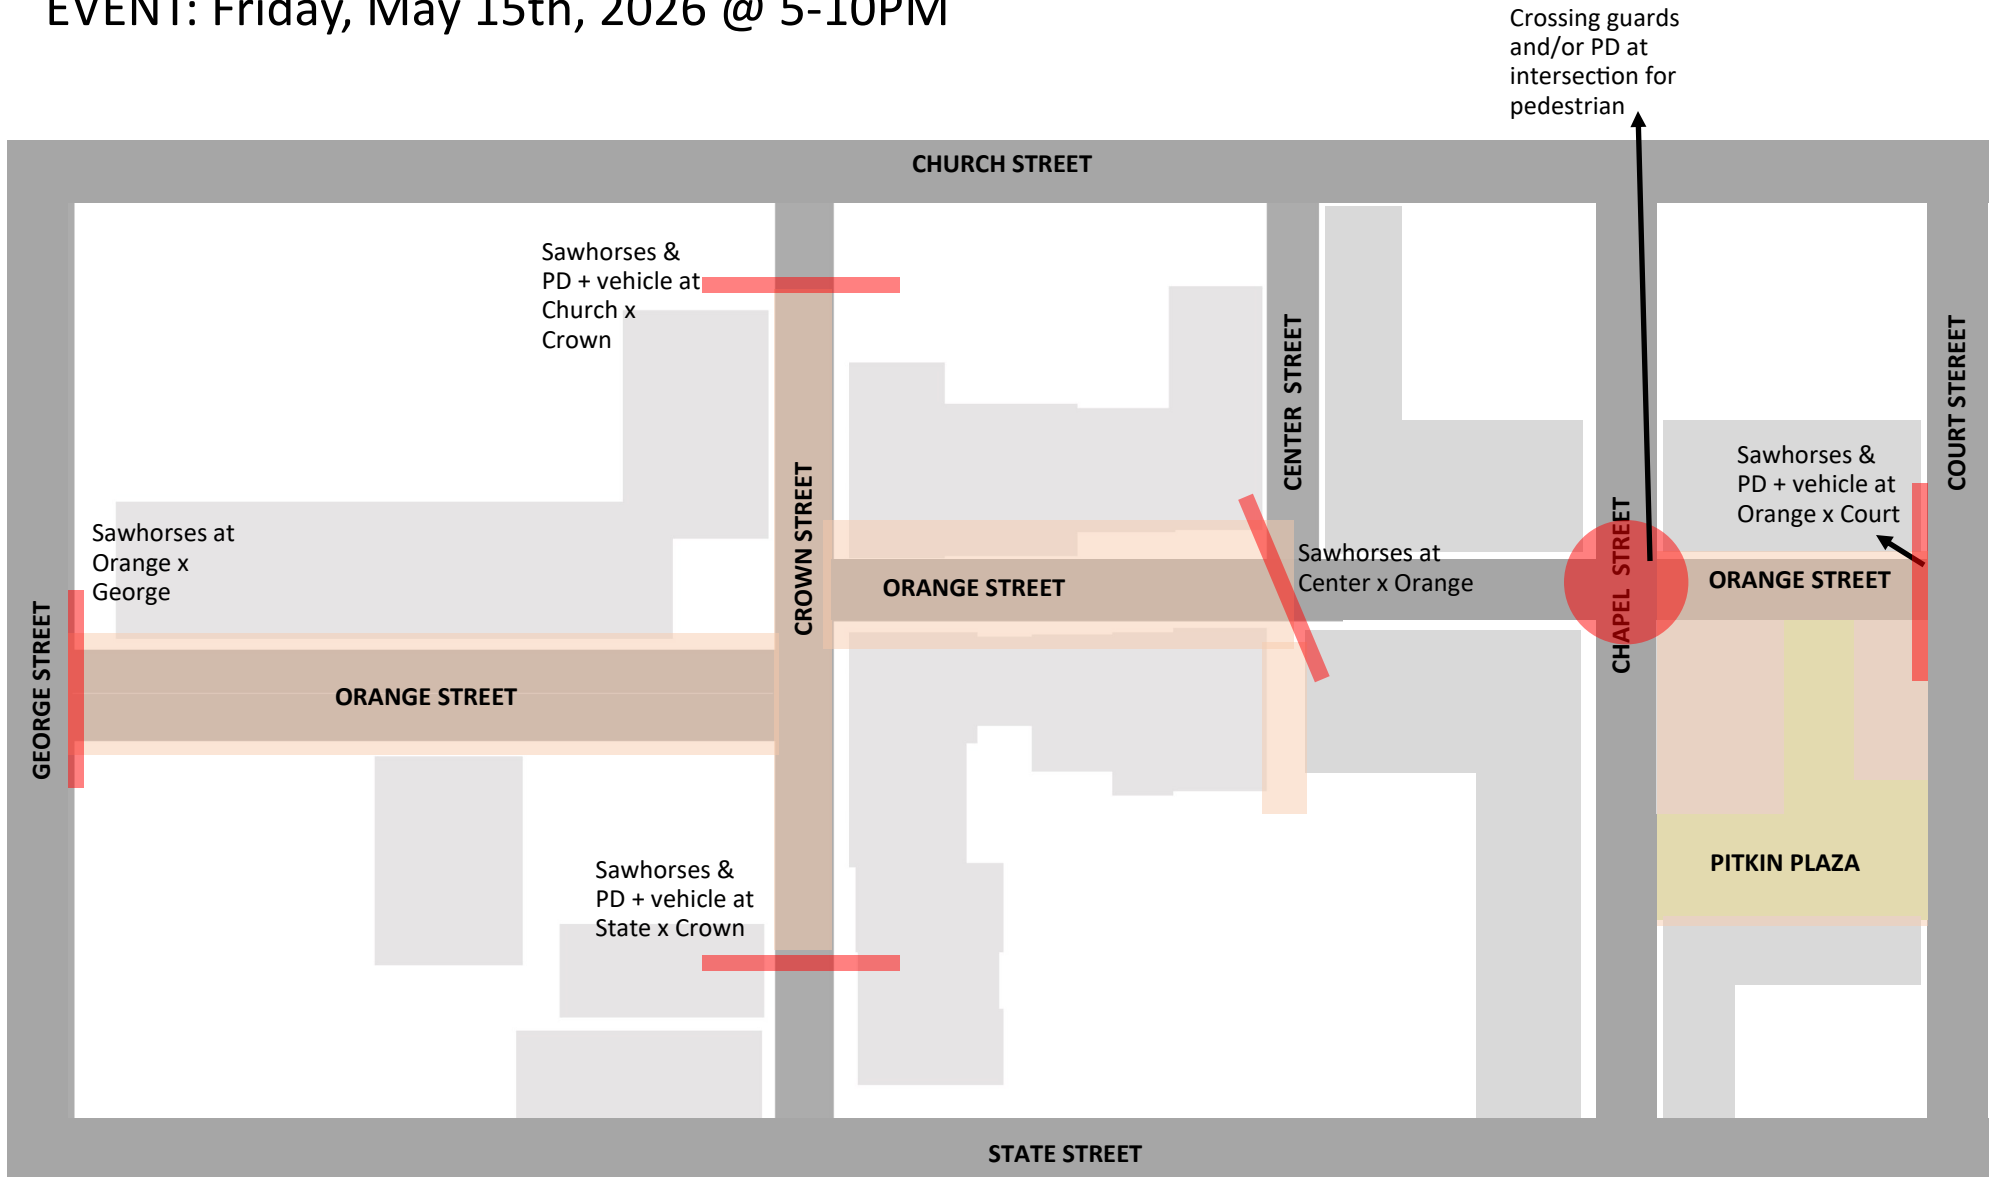 EVENT: Friday, May 15th, 2026 @ 5-10PM
Crossing guards
and/or PD at
intersection for
pedestrian
CHURCH STREET
Sawhorses &
PD + vehicle at
Church x
Crown
CENTER STREET
COURT STEREET
Sawhorses &
PD + vehicle at
Orange x Court
CROWN STREET
Sawhorses at
Orange x
George
Sawhorses at
Center x Orange
CHAPEL STREET
ORANGE STREET
ORANGE STREET
GEORGE STREET
ORANGE STREET
Sawhorses &
PD + vehicle at
State x Crown
PITKIN PLAZA
STATE STREET